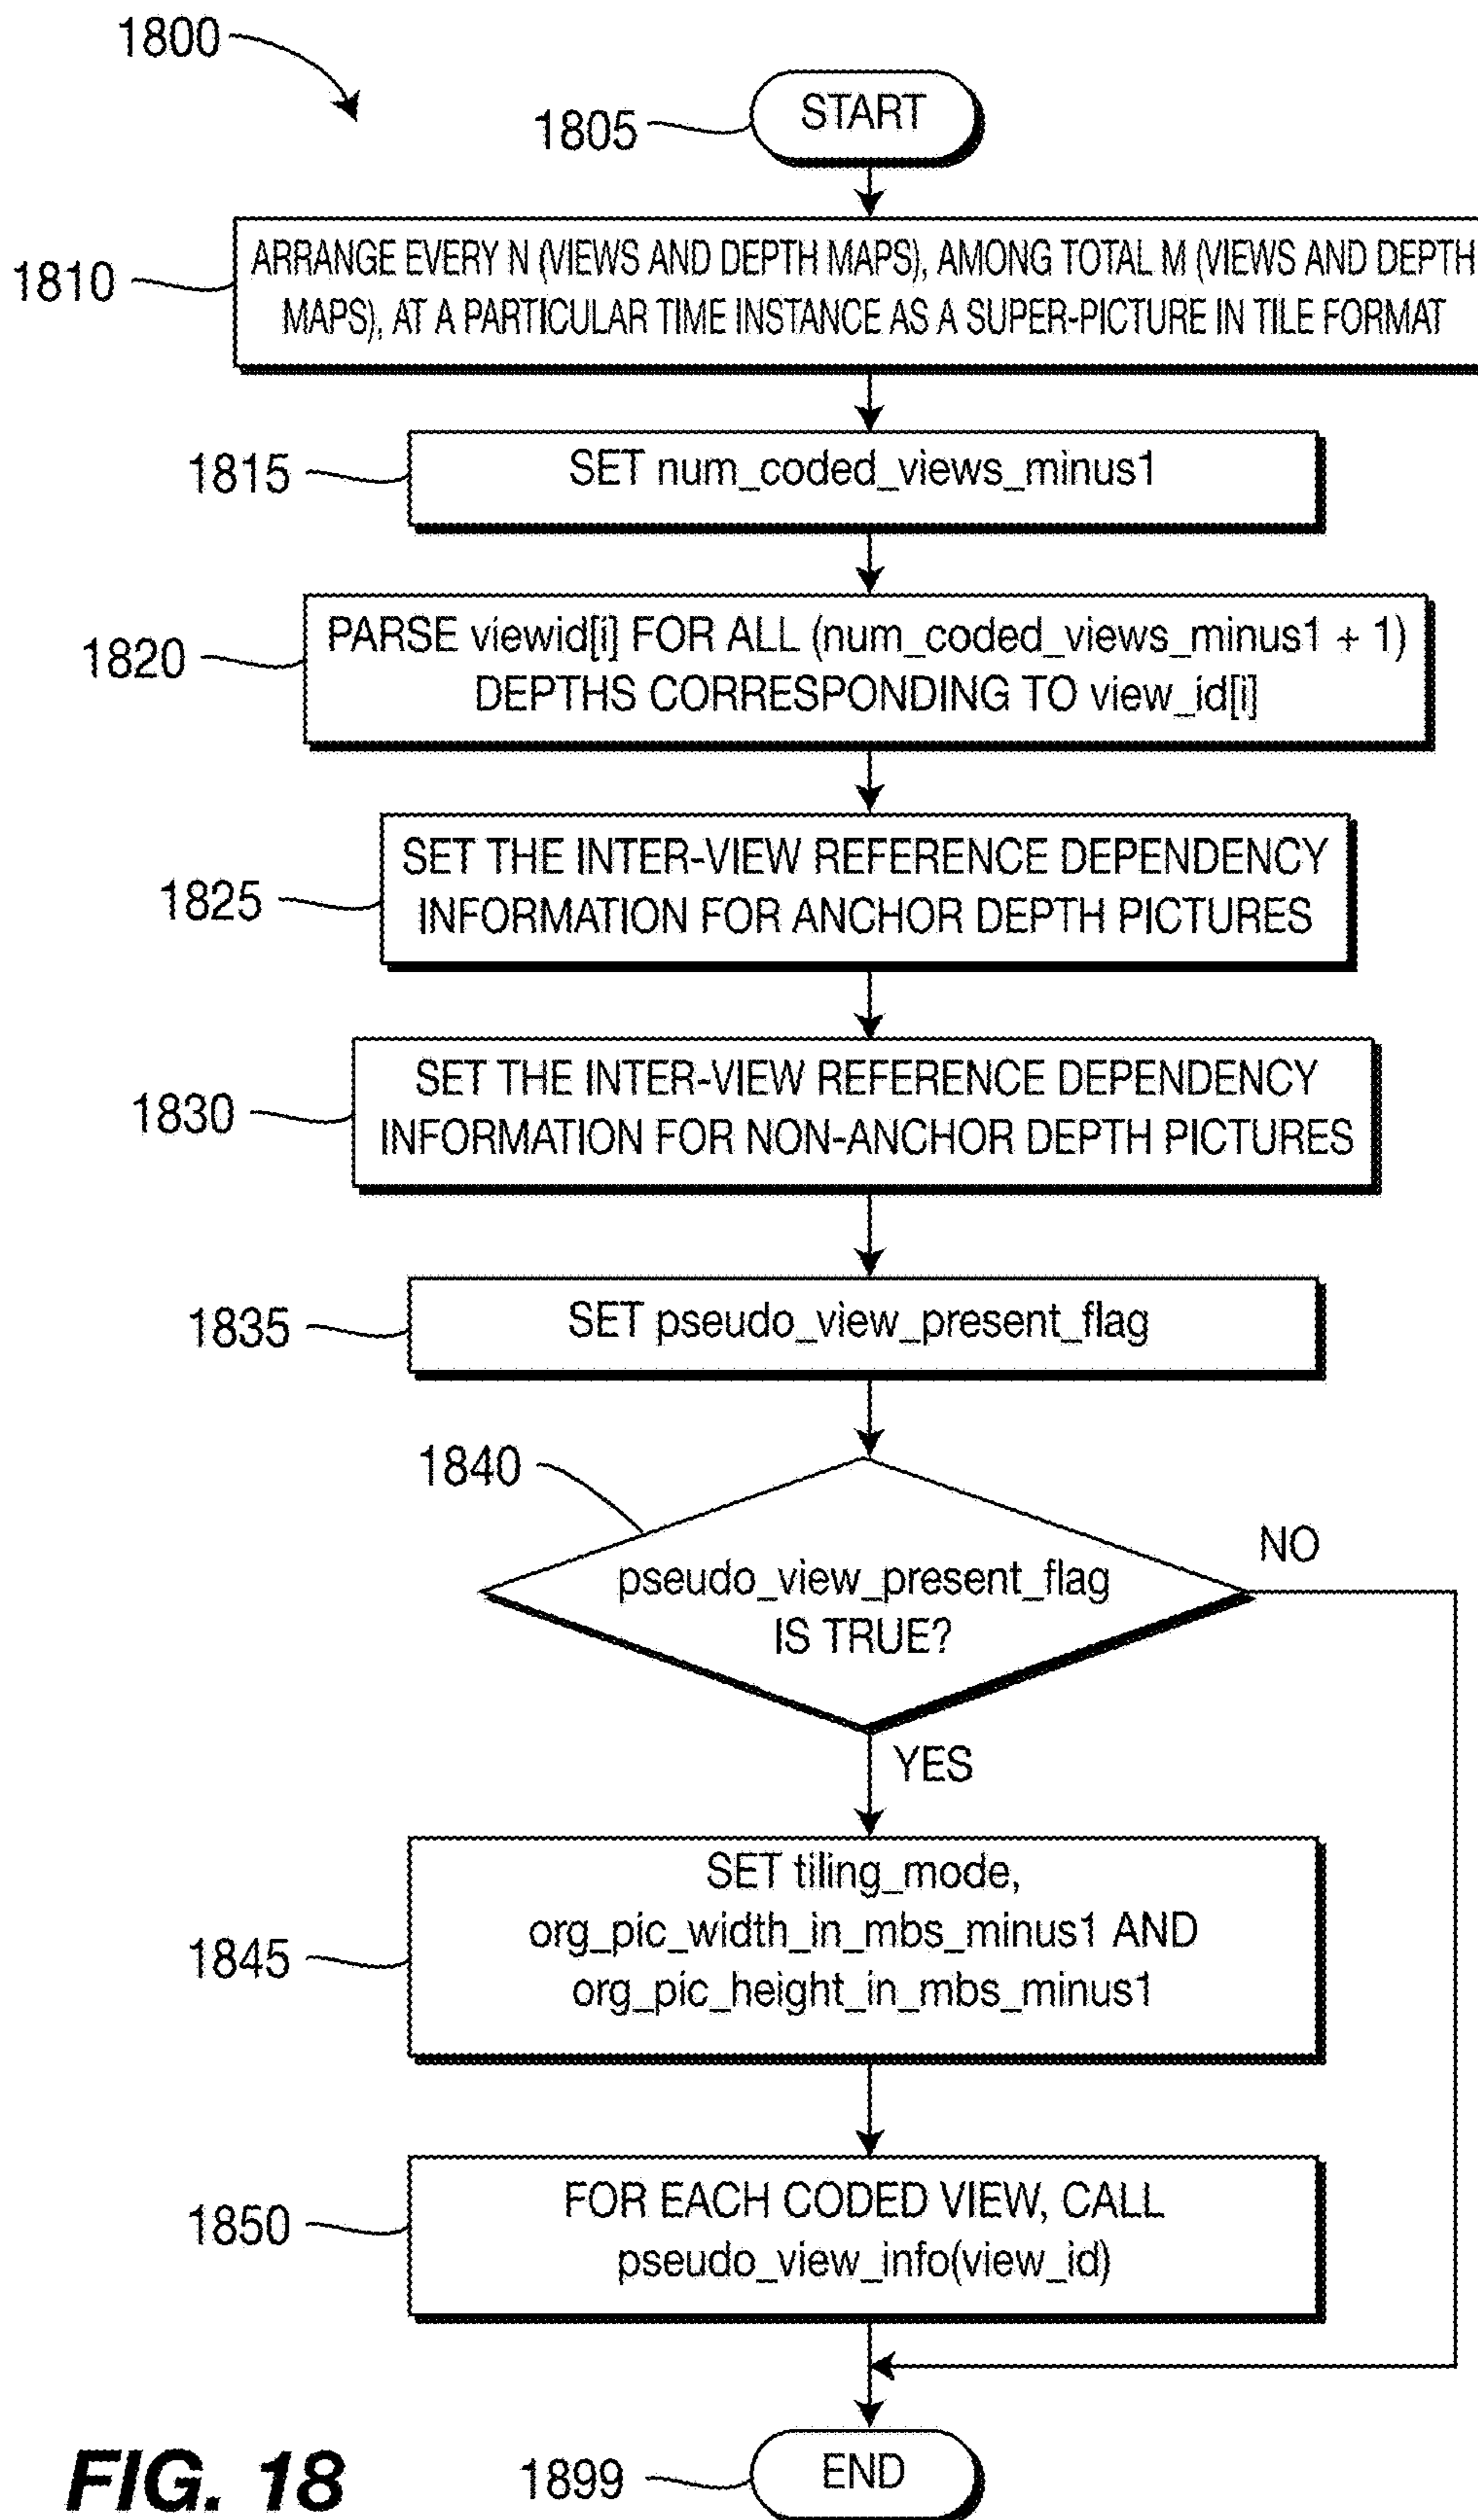 1800
1805
START
1810
ARRANGE EVERY N (VIEWS AND DEPTH MAPS), AMONG TOTAL M (VIEWS AND DEPTH
MAPS), AT A PARTICULAR TIME INSTANCE AS A SUPER-PICTURE IN TILE FORMAT
1815
SET num_coded_views_minus1
1820
PARSE viewid[i] FOR ALL (num_coded_views_minus1 + 1)
DEPTHS CORRESPONDING TO view_id[i]
1825
SET THE INTER-VIEW REFERENCE DEPENDENCY
INFORMATION FOR ANCHOR DEPTH PICTURES
1830
SET THE INTER-VIEW REFERENCE DEPENDENCY
INFORMATION FOR NON-ANCHOR DEPTH PICTURES
1835
SET pseudo_view_present_flag
1840
pseudo_view_present_flag
IS TRUE?
NO
YES
1845
SET tiling_mode,
org_pic_width_in_mbs_minus1 AND
org_pic_height_in_mbs_minus1
1850
FOR EACH CODED VIEW, CALL
pseudo_view_info(view_id)
1899
END
FIG. 18